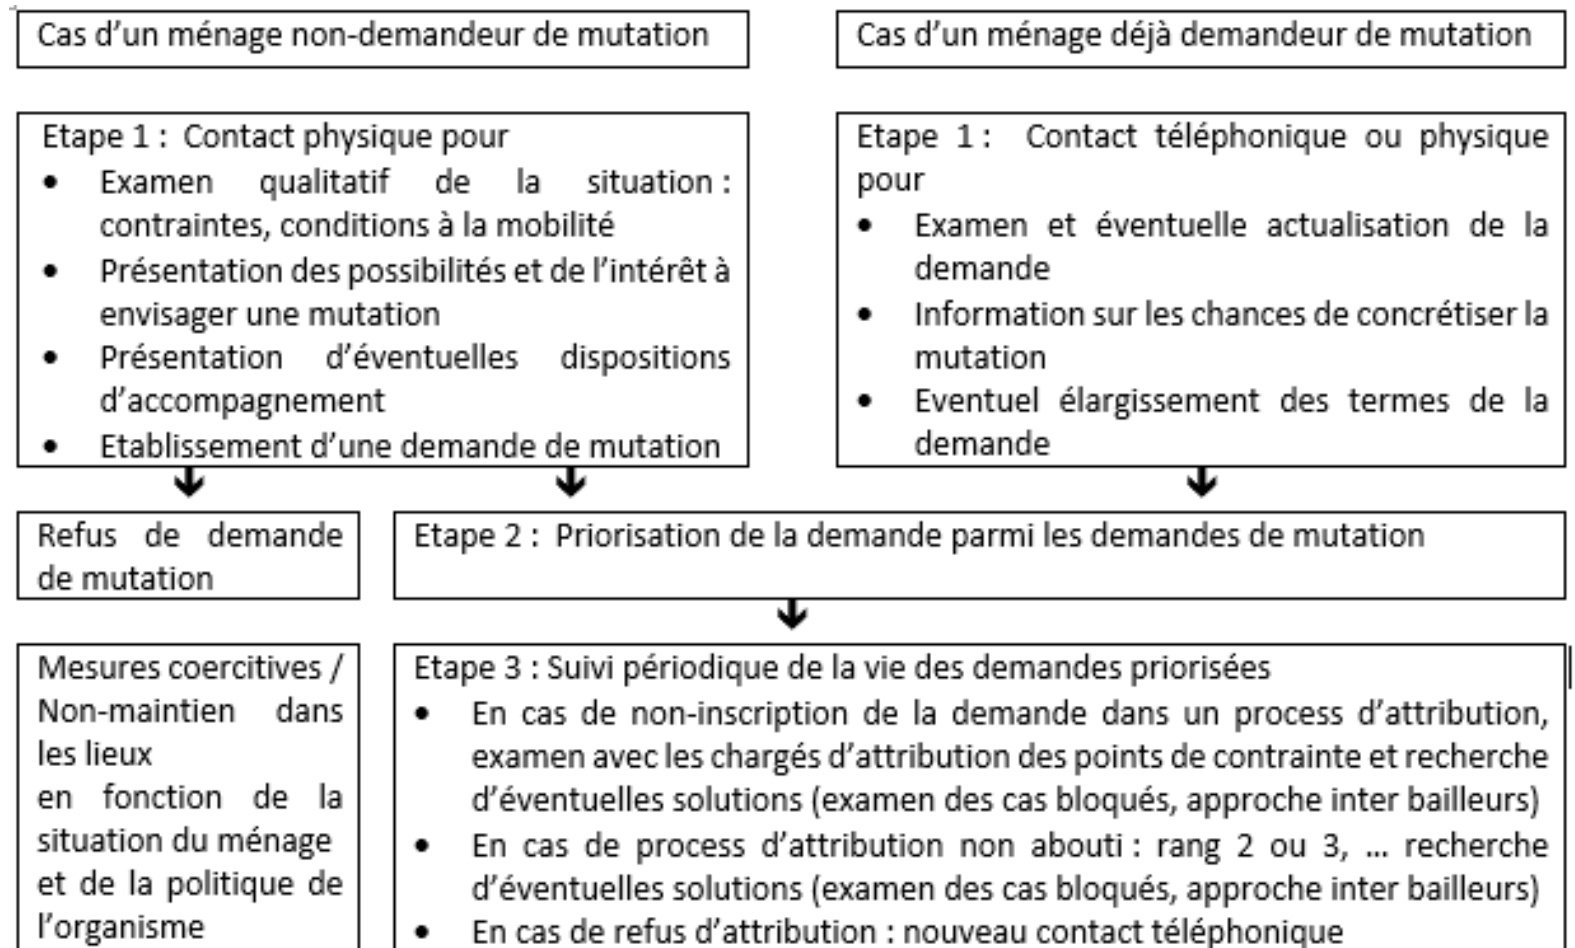 Cas d’un ménage non-demandeur de mutation
Cas d’un ménage déjà demandeur de mutation
Etape 1 : Contact physique pour
• Examen qualitatif de la situation :
contraintes, conditions à la mobilité
• Présentation des possibilités et de l’intérêt à
envisager une mutation
• Présentation d’éventuelles dispositions
d’accompagnement
• Etablissement d’une demande de mutation
Etape 1 : Contact téléphonique ou physique
pour
• Examen et éventuelle actualisation de la
demande
• Information sur les chances de concrétiser la
mutation
• Eventuel élargissement des termes de la
demande
Refus de demande
de mutation
Etape 2 : Priorisation de la demande parmi les demandes de mutation
Mesures coercitives /
Non-maintien dans
les lieux
en fonction de la
situation du ménage
et de la politique de
l’organisme
Etape 3 : Suivi périodique de la vie des demandes priorisées
• En cas de non-inscription de la demande dans un process d’attribution,
examen avec les chargés d’attribution des points de contrainte et recherche
d’éventuelles solutions (examen des cas bloqués, approche inter bailleurs)
• En cas de process d’attribution non abouti : rang 2 ou 3, … recherche
d’éventuelles solutions (examen des cas bloqués, approche inter bailleurs)
• En cas de refus d’attribution : nouveau contact téléphonique